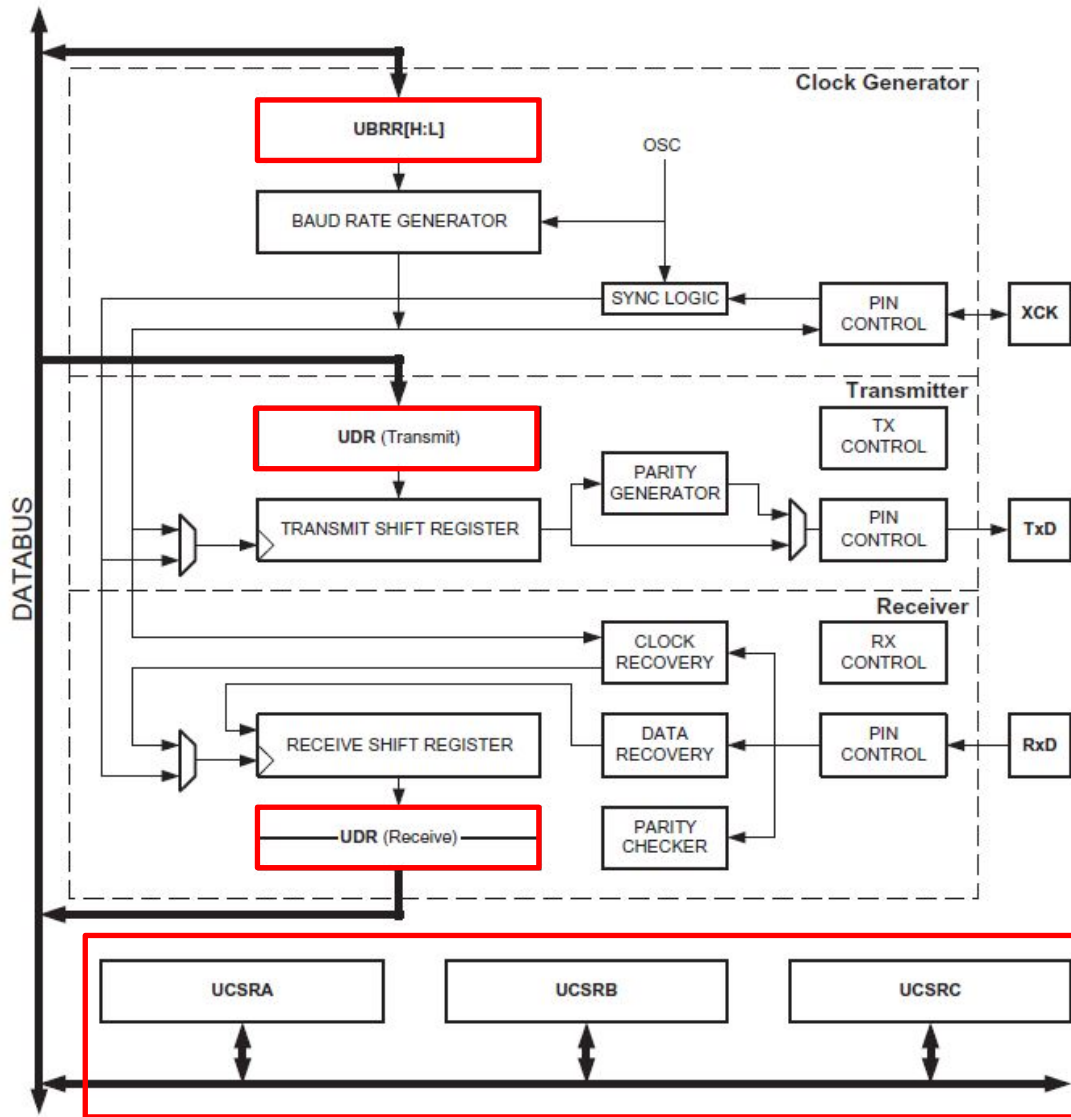 Clock Generator
UBRR[H:L]
OSC
BAUD RATE GENERATOR
SYNC LOGIC
PIN
CONTROL
XCK
Transmitter
UDR (Transmit)
TX
CONTROL
PARITY
GENERATOR
TRANSMIT SHIFT REGISTER
PIN
CONTROL
TxD
DATABUS
Receiver
CLOCK
RECOVERY
RX
CONTROL
RECEIVE SHIFT REGISTER
DATA
RECOVERY
PIN
CONTROL
RxD
UDR (Receive)
PARITY
CHECKER
UCSRA
UCSRB
UCSRC